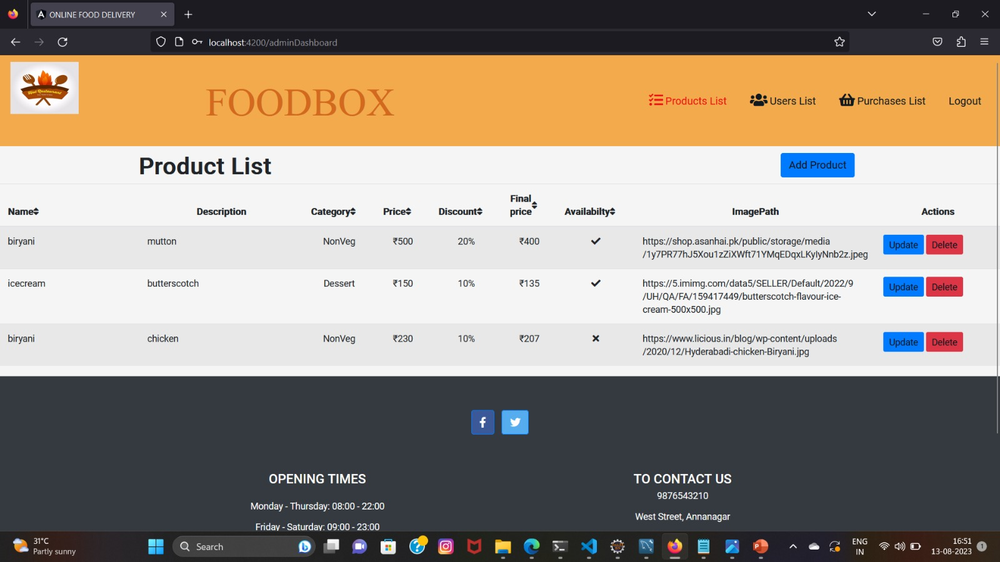 ONLINE FOOD DELIVERY
localhost:4200/adminDashboard
FOODBOX
Products List
Users List
Purchases List
Logout
Product List
Add Product
Name
Description
Category
Price
Discount
Final price
Availabilty
ImagePath
Actions
biryani mutton NonVeg ₹500 20% ₹400
https://shop.asanhai.pk/public/storage/media
/1y7PR77hJ5Xou1zZiXWft71YMqEDqxLKyIyNnb2z.jpeg
Update Delete
icecream butterscotch Dessert ₹150 10% ₹135
https://5.imimg.com/data5/SELLER/Default/2022/9
/UH/QA/FA/159417449/butterscotch-flavour-ice-
cream-500x500.jpg
Update Delete
biryani chicken NonVeg ₹230 10% ₹207
https://www.licious.in/blog/wp-content/uploads
/2020/12/Hyderabadi-chicken-Biryani.jpg
Update Delete
OPENING TIMES
Monday - Thursday: 08:00 - 22:00
Friday - Saturday: 09:00 - 23:00
TO CONTACT US
9876543210
West Street, Annanagar
31°C
Partly sunny
Search
ENG
IN
16:51
13-08-2023
1